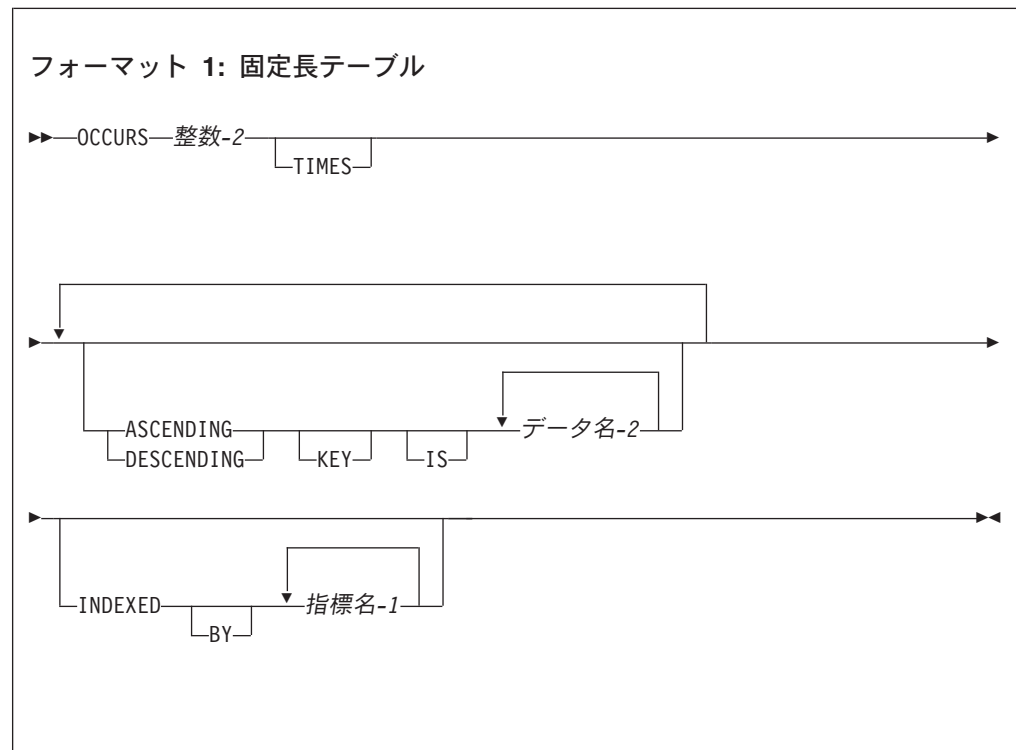 フォーマット 1: 固定長テーブル
OCCURS 整数-2
TIMES
ASCENDING データ名-2
DESCENDING KEY IS
INDEXED 指標名-1
BY